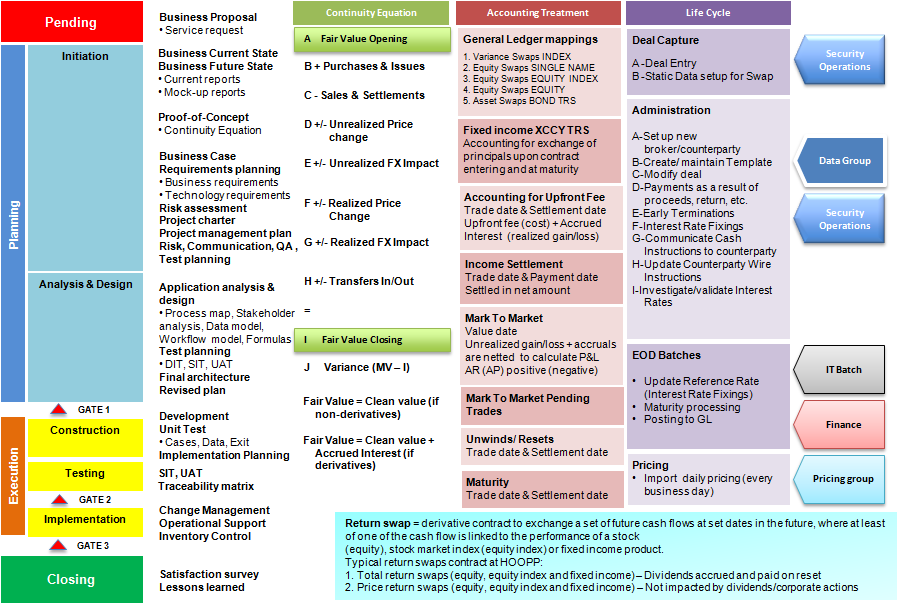 Pending
Planning
Initiation
Analysis & Design
GATE 1
Execution
Construction
Testing
GATE 2
Implementation
GATE 3
Closing
Business Proposal
• Service request
Business Current State
Business Future State
• Current reports
• Mock-up reports
Proof-of-Concept
• Continuity Equation
Business Case
Requirements planning
• Business requirements
• Technology requirements
Risk assessment
Project charter
Project management plan
Risk, Communication, QA ,
Test planning
Application analysis &
design
• Process map, Stakeholder
analysis, Data model,
Workflow model, Formulas
Test planning
• DIT, SIT, UAT
Final architecture
Revised plan
Development
Unit Test
• Cases, Data, Exit
Implementation Planning
SIT, UAT
Traceability matrix
Change Management
Operational Support
Inventory Control
Satisfaction survey
Lessons learned
Continuity Equation
A Fair Value Opening
B + Purchases & Issues
C - Sales & Settlements
D +/- Unrealized Price
change
E +/- Unrealized FX Impact
F +/- Realized Price
Change
G +/- Realized FX Impact
H +/- Transfers In/Out
=
I Fair Value Closing
J Variance (MV – I)
Fair Value = Clean value (if
non-derivatives)
Fair Value = Clean value +
Accrued Interest (if
derivatives)
Accounting Treatment
General Ledger mappings
1. Variance Swaps INDEX
2. Equity Swaps SINGLE NAME
3. Equity Swaps EQUITY INDEX
4. Equity Swaps EQUITY
5. Asset Swaps BOND TRS
Fixed income XCCY TRS
Accounting for exchange of
principals upon contract
entering and at maturity
Accounting for Upfront Fee
Trade date & Settlement date
Upfront fee (cost) + Accrued
Interest (realized gain/loss)
Income Settlement
Trade date & Payment date
Settled in net amount
Mark To Market
Value date
Unrealized gain/loss + accruals
are netted to calculate P&L
AR (AP) positive (negative)
Mark To Market Pending
Trades
Unwinds/ Resets
Trade date & Settlement date
Maturity
Trade date & Settlement date
Life Cycle
Deal Capture
A-Deal Entry
B-Static Data setup for Swap
Administration
A-Set up new
broker/counterparty
B-Create/ maintain Template
C-Modify deal
D-Payments as a result of
proceeds, return, etc.
E-Early Terminations
F-Interest Rate Fixings
G-Communicate Cash
Instructions to counterparty
H-Update Counterparty Wire
Instructions
I-Investigate/validate Interest
Rates
EOD Batches
• Update Reference Rate
(Interest Rate Fixings)
• Maturity processing
• Posting to GL
Pricing
• Import daily pricing (every
business day)
Security
Operations
Data Group
Security
Operations
IT Batch
Finance
Pricing group
Return swap = derivative contract to exchange a set of future cash flows at set dates in the future, where at least
of one of the cash flow is linked to the performance of a stock
(equity), stock market index (equity index) or fixed income product.
Typical return swaps contract at HOOPP:
1. Total return swaps (equity, equity index and fixed income) – Dividends accrued and paid on reset
2. Price return swaps (equity, equity index and fixed income) – Not impacted by dividends/corporate actions